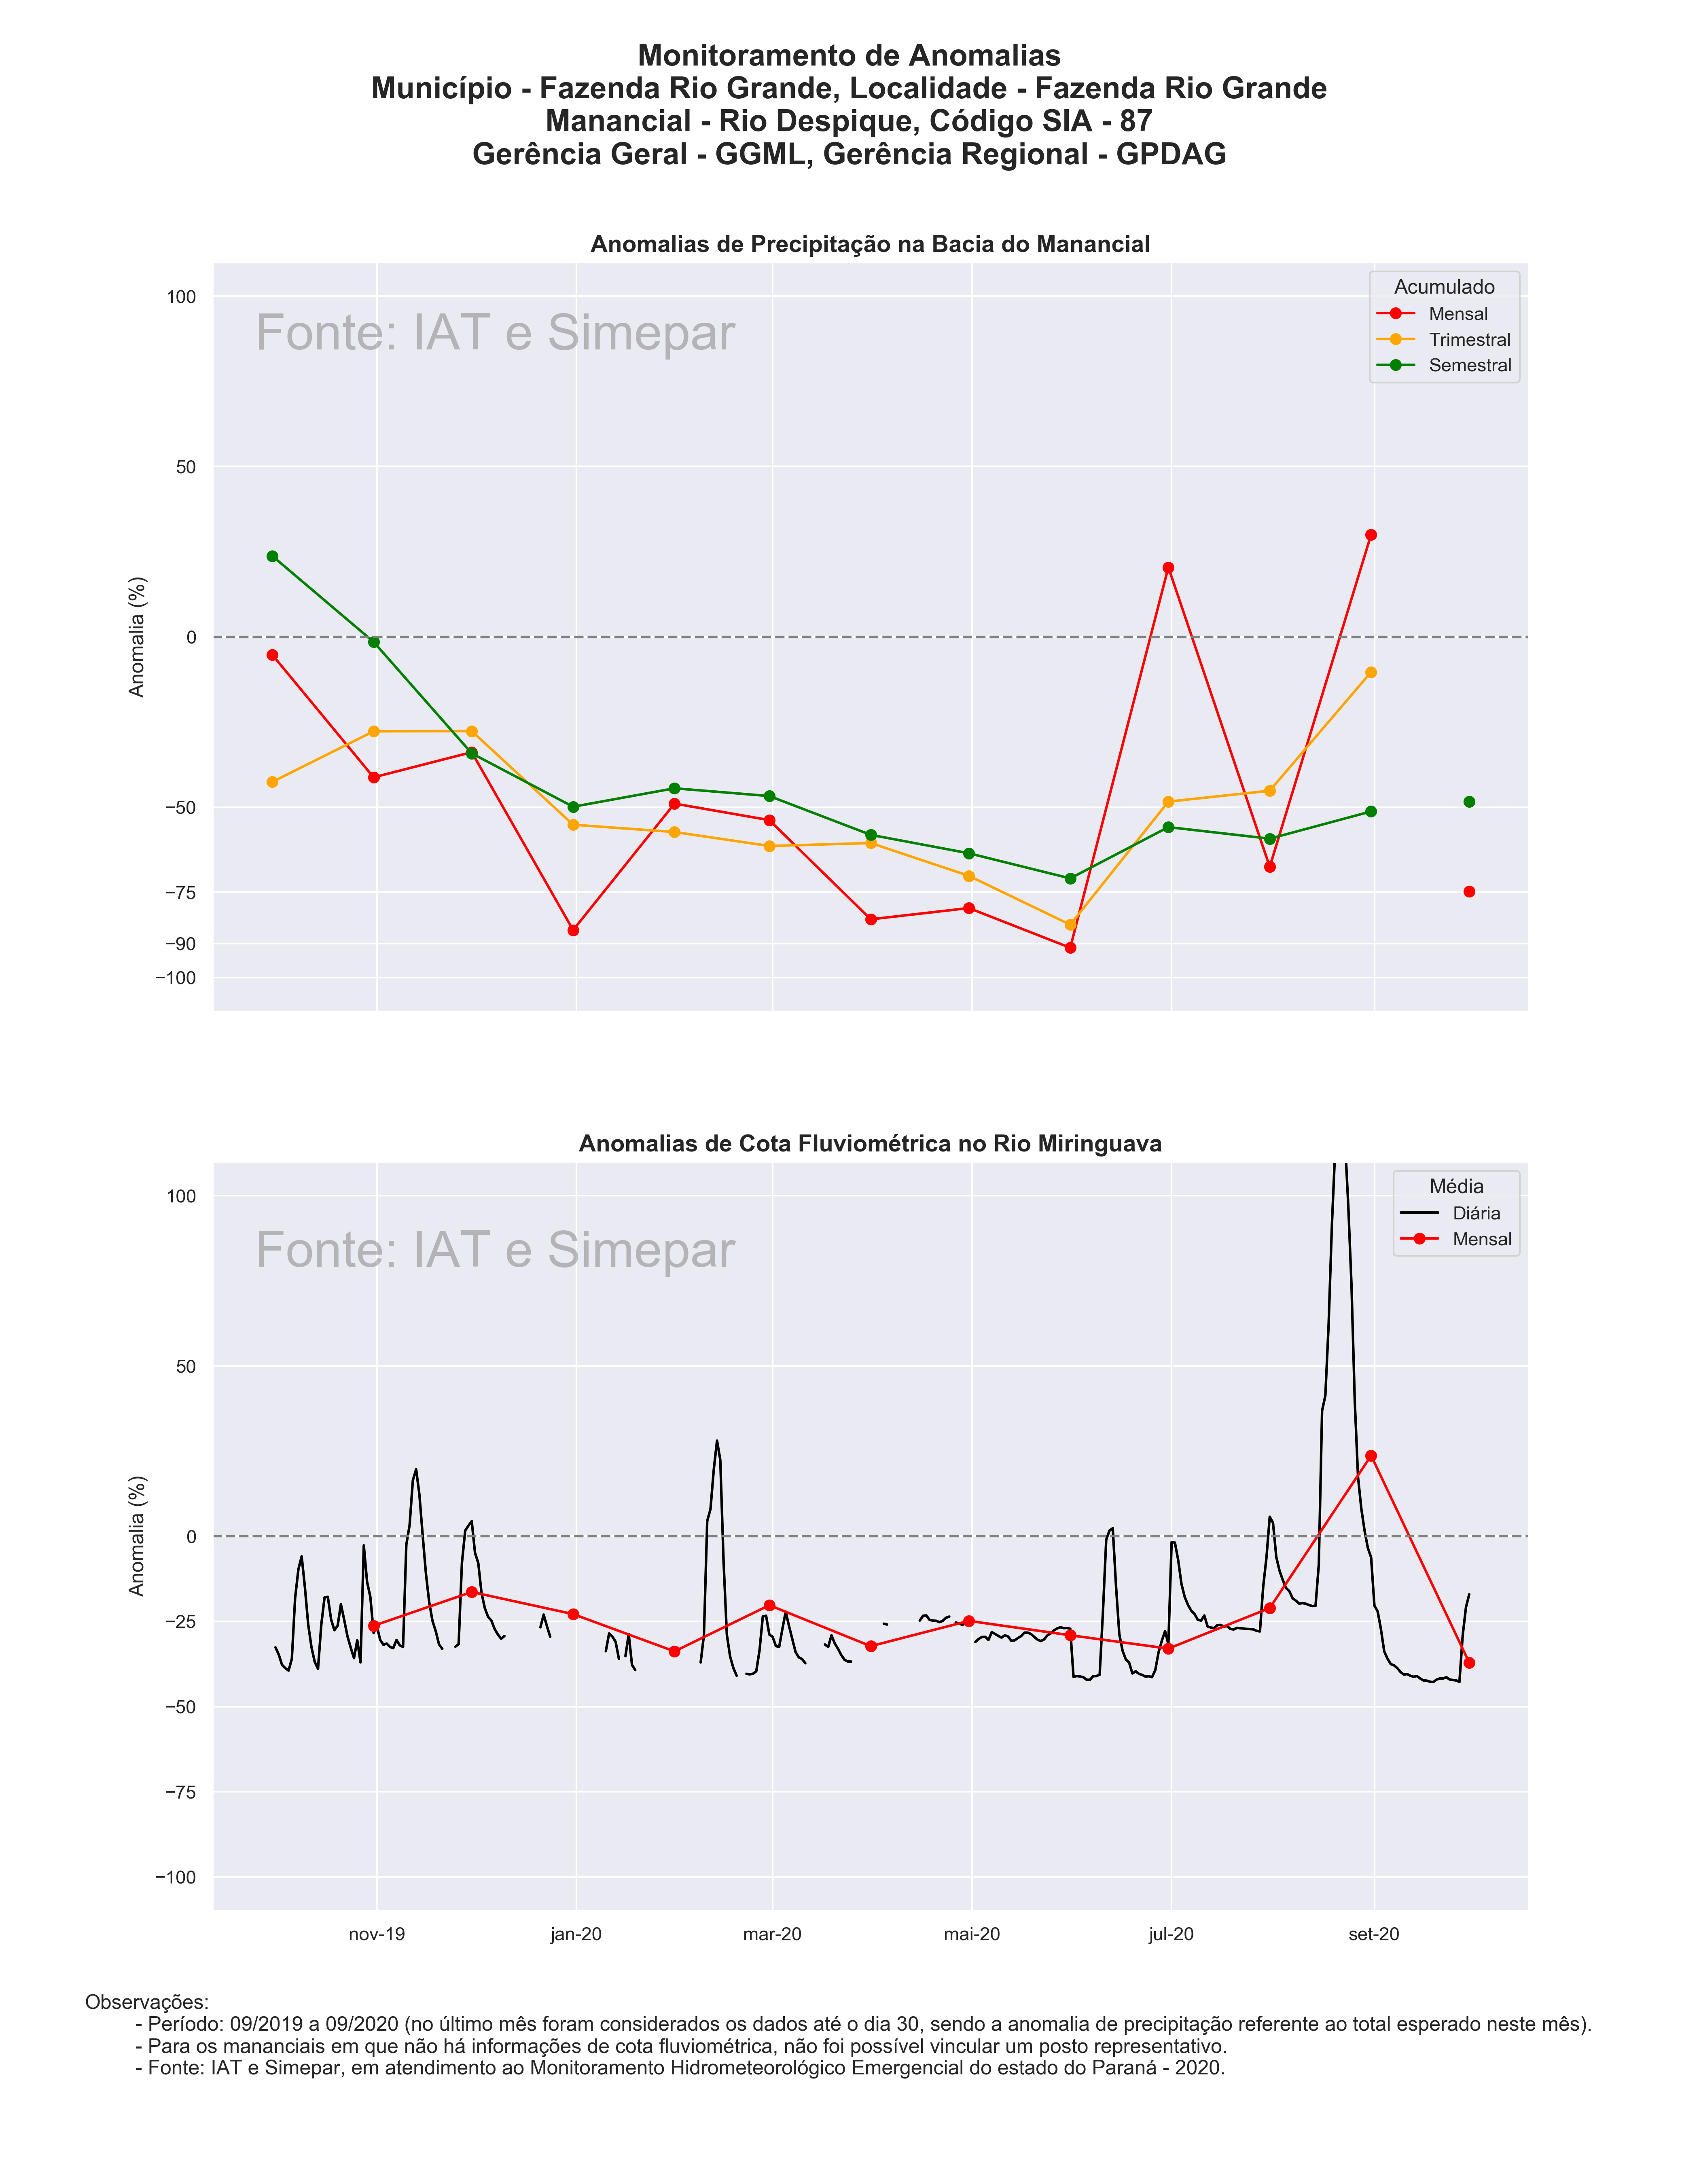 Monitoramento de Anomalias
Município - Fazenda Rio Grande, Localidade - Fazenda Rio Grande
Manancial - Rio Despique, Código SIA - 87
Gerência Geral - GGML, Gerência Regional - GPDAG
Anomalias de Precipitação na Bacia do Manancial
Fonte: IAT e Simepar
Acumulado
Mensal
Trimestral
Semestral
Anomalia (%)
100
50
0
−50
−75
−90
−100
Anomalias de Cota Fluviométrica no Rio Miringuava
Fonte: IAT e Simepar
Média
Diária
Mensal
Anomalia (%)
100
50
0
−25
−50
−75
−100
nov-19 jan-20 mar-20 mai-20 jul-20 set-20
Observações:
- Período: 09/2019 a 09/2020 (no último mês foram considerados os dados até o dia 30, sendo a anomalia de precipitação referente ao total esperado neste mês).
- Para os mananciais em que não há informações de cota fluviométrica, não foi possível vincular um posto representativo.
- Fonte: IAT e Simepar, em atendimento ao Monitoramento Hidrometeorológico Emergencial do estado do Paraná - 2020.